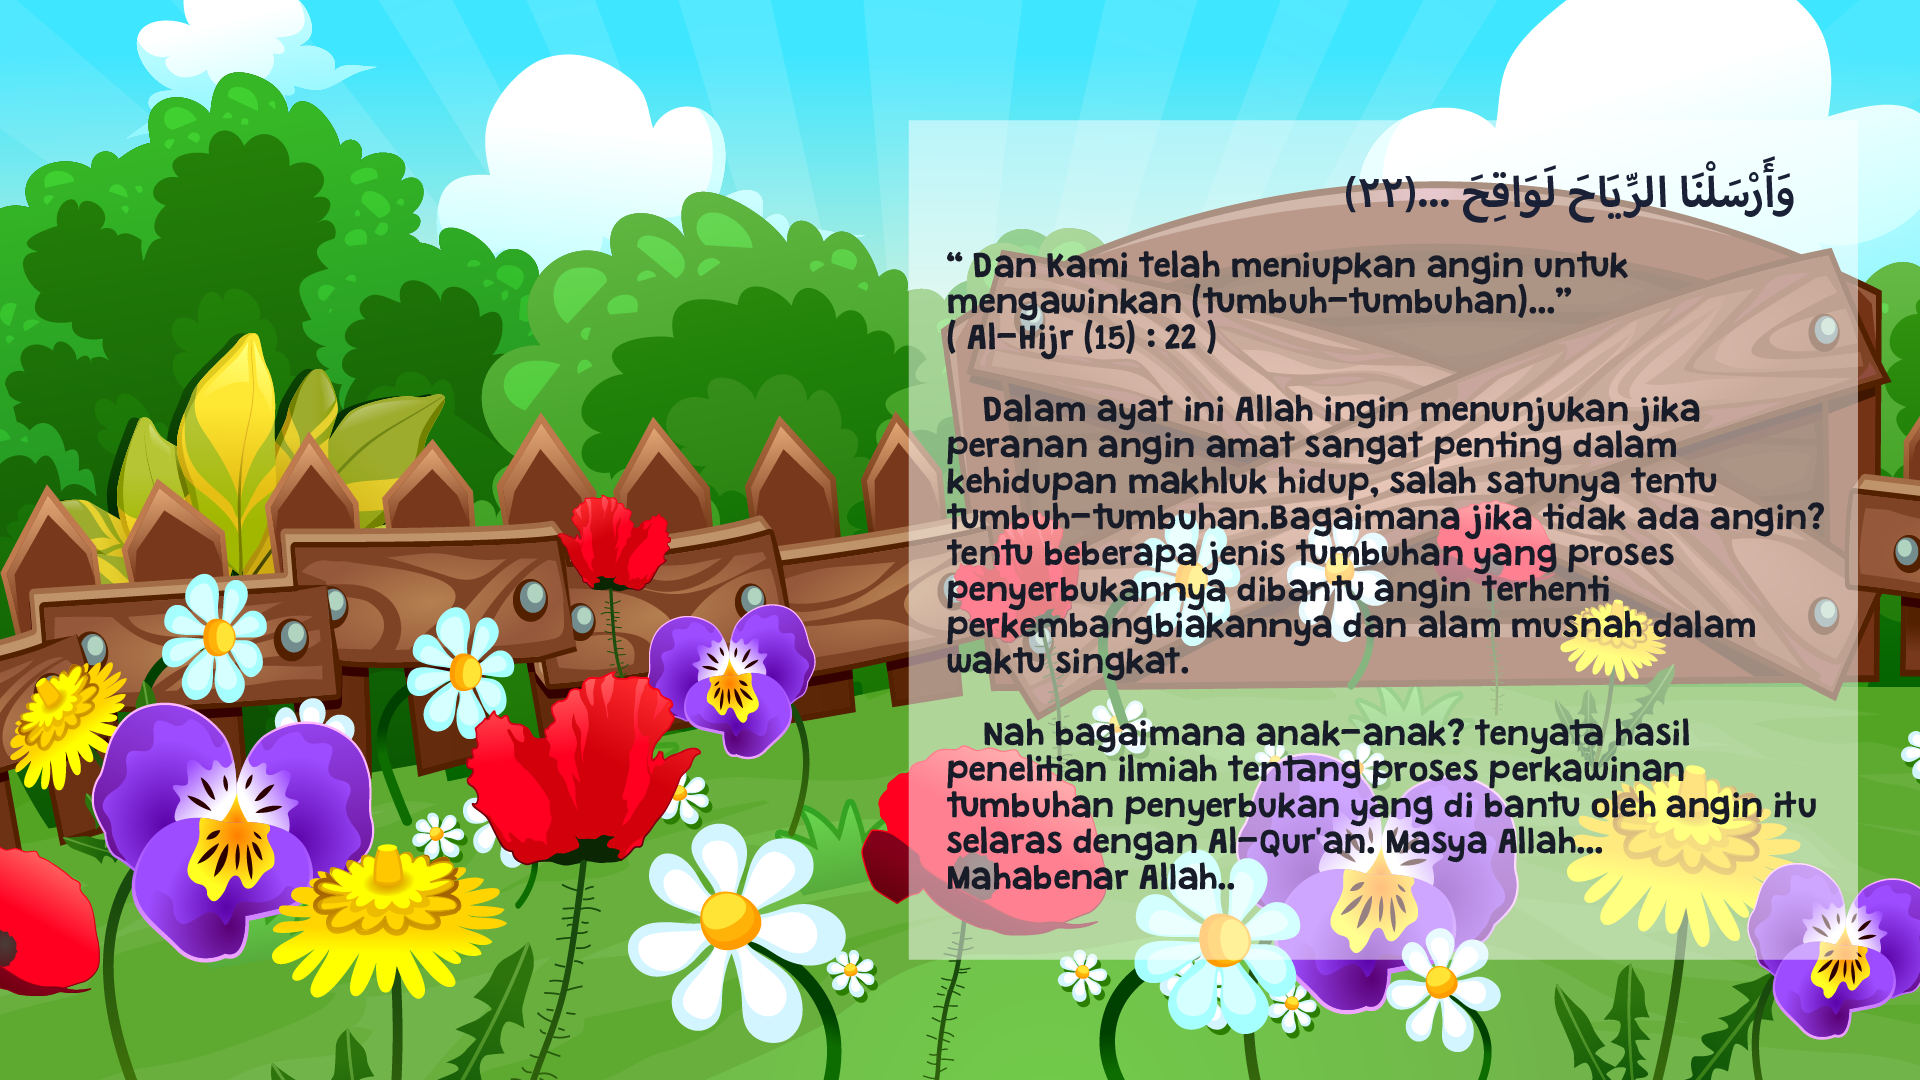 وَأَرْسَلْنَا الرِّيَاحَ لَوَاقِحَ ...(٢٢)
“ Dan Kami telah meniupkan angin untuk
mengawinkan (tumbuh-tumbuhan)...”
( Al-Hijr (15) : 22 )
Dalam ayat ini Allah ingin menunjukan jika
peranan angin amat sangat penting dalam
kehidupan makhluk hidup, salah satunya tentu
tumbuh-tumbuhan.Bagaimana jika tidak ada angin?
tentu beberapa jenis tumbuhan yang proses
penyerbukannya dibantu angin terhenti
perkembangbiakannya dan alam musnah dalam
waktu singkat.
Nah bagaimana anak-anak? tenyata hasil
penelitian ilmiah tentang proses perkawinan
tumbuhan penyerbukan yang di bantu oleh angin itu
selaras dengan Al-Qur'an. Masya Allah...
Mahabenar Allah..